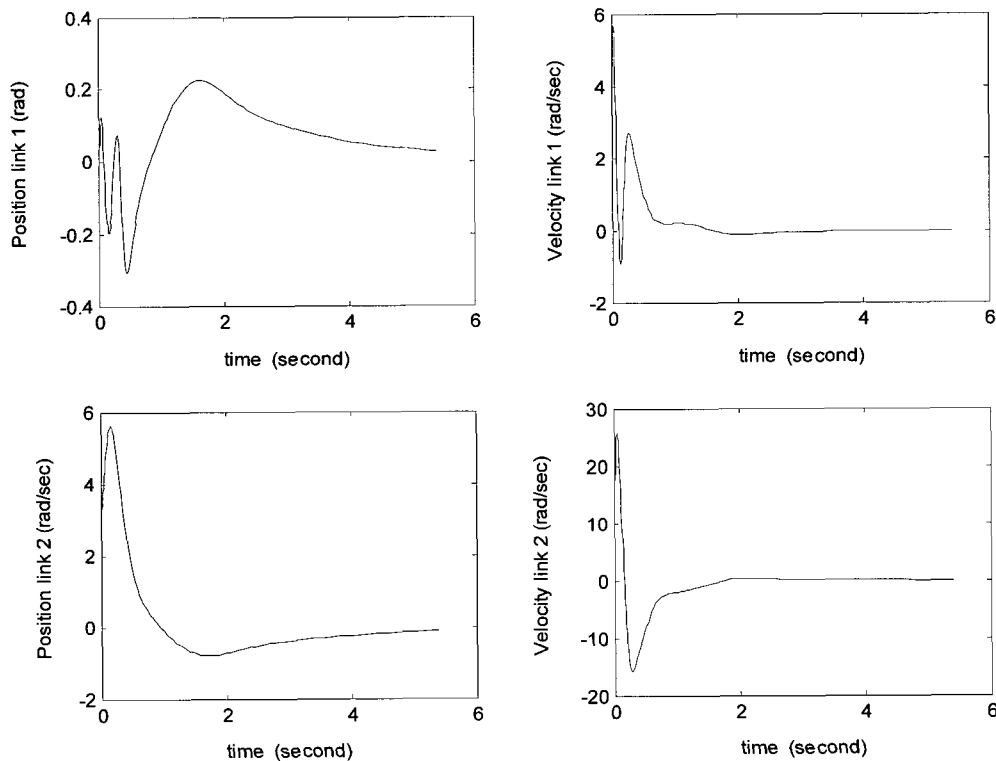 Position link 1 (rad)
0.4
0.2
0
-0.2
-0.4
0 2 4 6
time (second)
Velocity link 1 (rad/sec)
6
4
2
0
-2
0 2 4 6
time (second)
Position link 2 (rad/sec)
6
4
2
0
-2
0 2 4 6
time (second)
Velocity link 2 (rad/sec)
30
20
10
0
-10
-20
0 2 4 6
time (second)